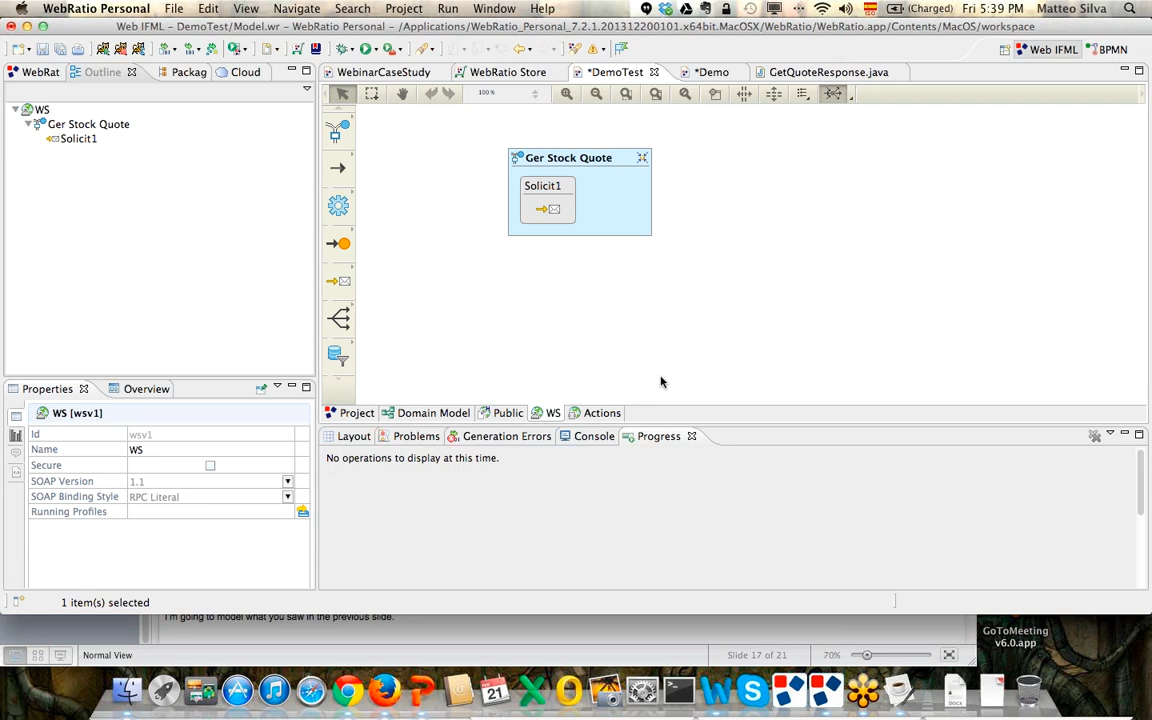 WebRatio Personal File Edit View Navigate Search Project Run Window Help (Charged) Fri 5:39 PM Matteo Silva
Web IFML – DemoTest/Model.wr – /Applications/WebRatio_Personal_7.2.1.201312200101.x64bit.MacOSX/WebRatio/WebRatio.app/Contents/MacOS/workspace
Web IFML BPMN
WebRat Outline Packag Cloud
WebinarCaseStudy WebRatio Store *DemoTest *Demo GetQuoteResponse.java
100 %
WS
Ger Stock Quote
Solicit1
Ger Stock Quote
Solicit1
Project Domain Model Public WS Actions
Properties Overview
WS [wsv1]
Id wsv1
Name WS
Secure
SOAP Version 1.1
SOAP Binding Style RPC Literal
Running Profiles
Layout Problems Generation Errors Console Progress
No operations to display at this time.
1 item(s) selected
I'm going to model what you saw in the previous slide.
Normal View Slide 17 of 21 70%
GoToMeeting
v6.0.app